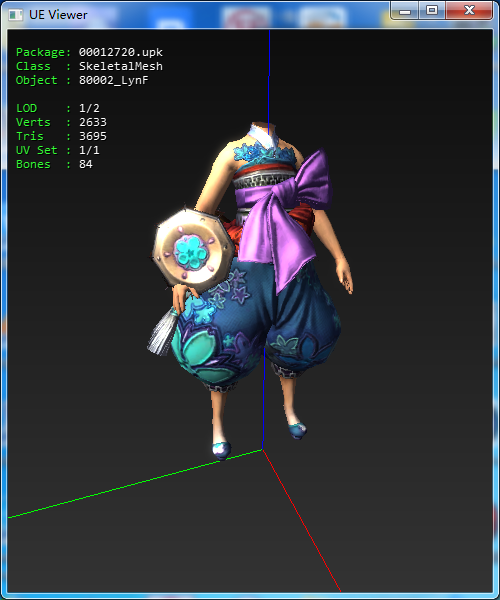 UE Viewer
Package: 00012720.upk
Class : SkeletalMesh
Object : 80002_LynF
LOD : 1/2
Verts : 2633
Tris : 3695
UV Set : 1/1
Bones : 84